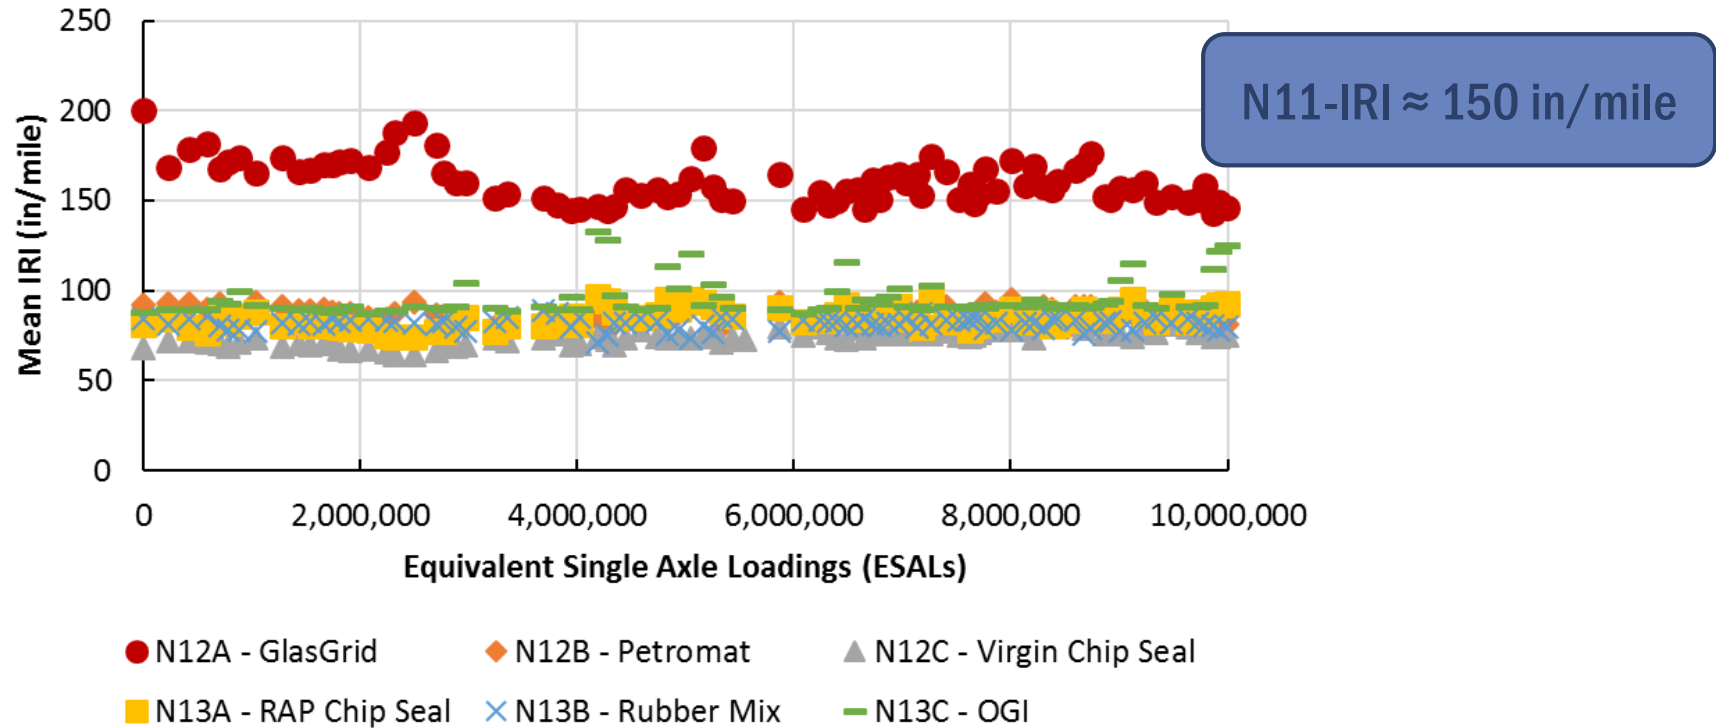 250
N11-IRI ≈ 150 in/mile
200
150
100
50
0
Mean IRI (in/mile)
0 2,000,000 4,000,000 6,000,000 8,000,000 10,000,000
Equivalent Single Axle Loadings (ESALs)
N12A - GlasGrid N12B - Petromat N12C - Virgin Chip Seal
N13A - RAP Chip Seal N13B - Rubber Mix N13C - OGI